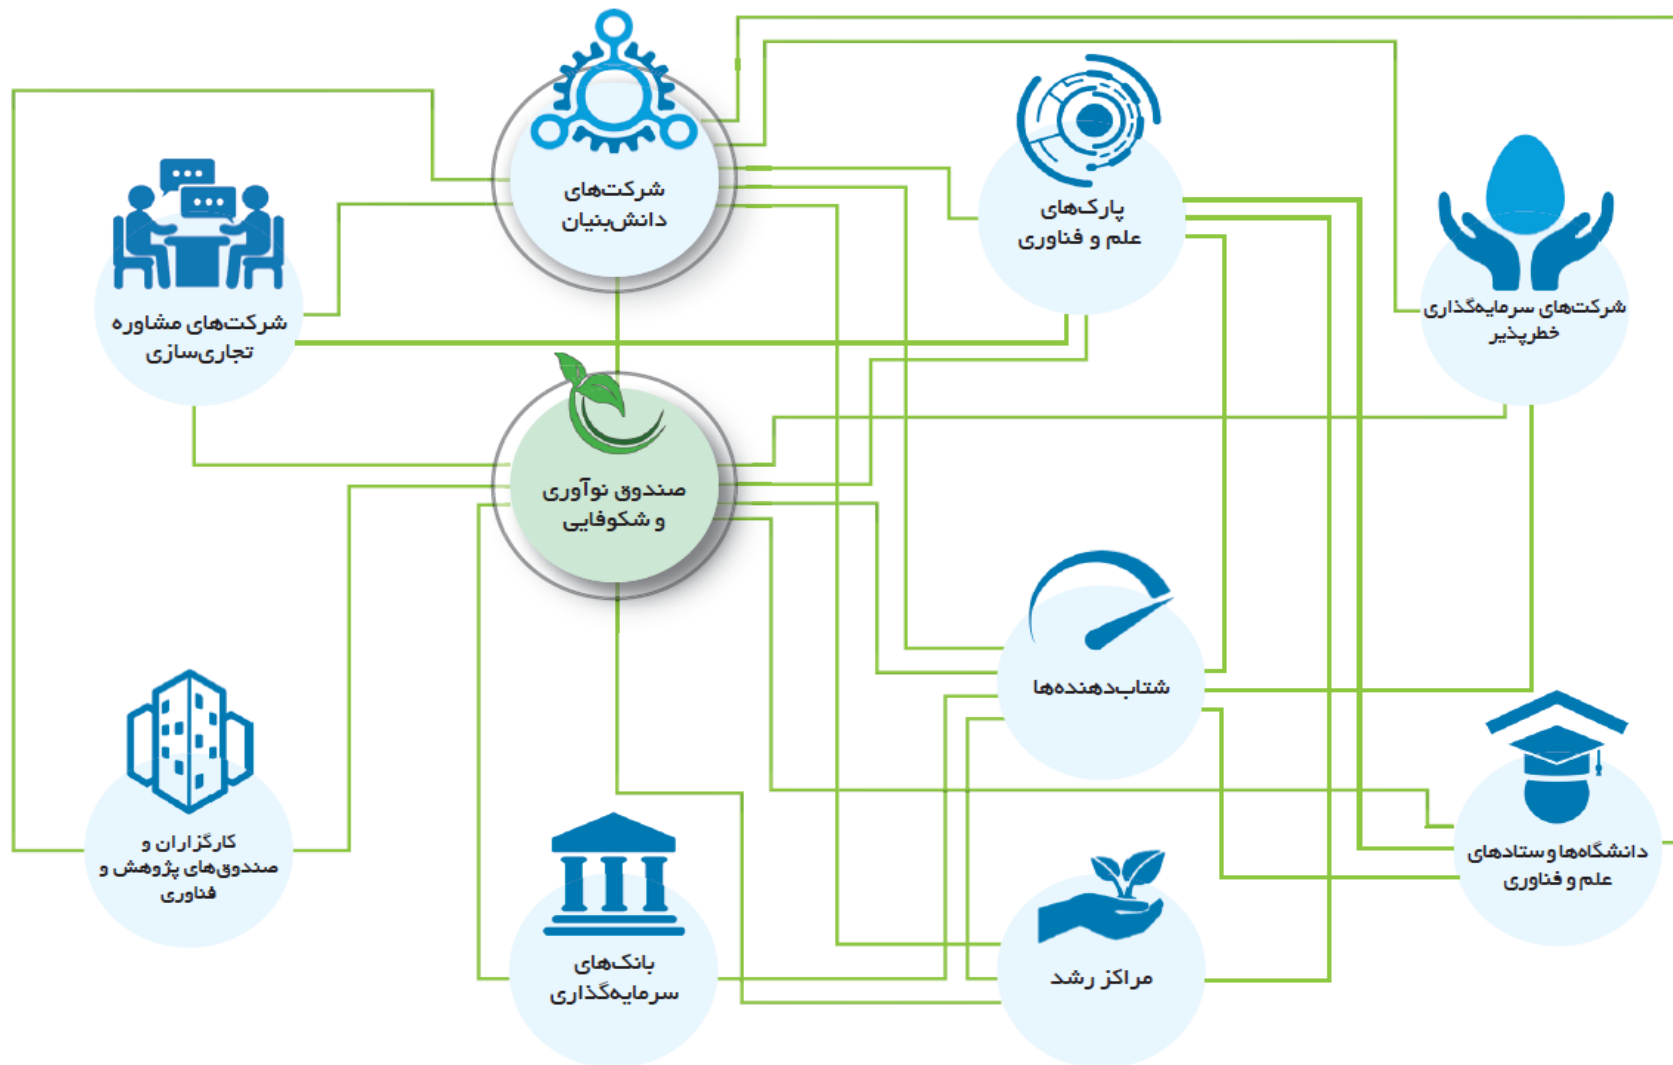 شرکت‌های
دانش‌بنیان
پارک‌های
علم و فناوری
شرکت‌های سرمایه‌گذاری
خطرپذیر
شرکت‌های مشاوره
تجاری‌سازی
صندوق نوآوری
و شکوفایی
شتاب‌دهنده‌ها
دانشگاه‌ها و ستادهای
علم و فناوری
کارگزاران و
صندوق‌های پژوهش و
فناوری
بانک‌های
سرمایه‌گذاری
مراکز رشد